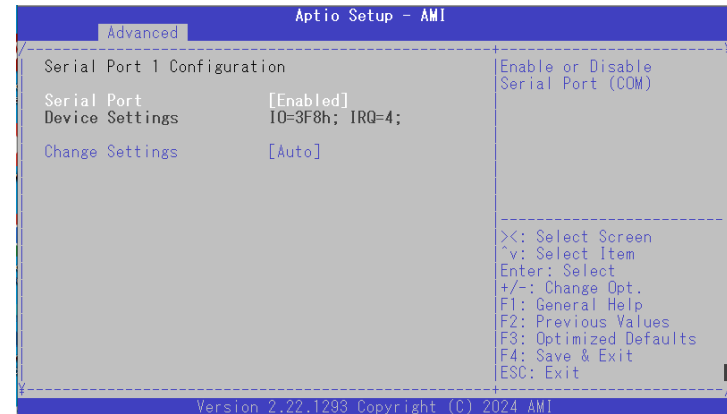 Aptio Setup - AMI
Advanced
Serial Port 1 Configuration
Serial Port [Enabled]
Device Settings IO=3F8h; IRQ=4;
Change Settings [Auto]
Enable or Disable
Serial Port (COM)
><: Select Screen
^v: Select Item
Enter: Select
+/-: Change Opt.
F1: General Help
F2: Previous Values
F3: Optimized Defaults
F4: Save & Exit
ESC: Exit
Version 2.22.1293 Copyright (C) 2024 AMI